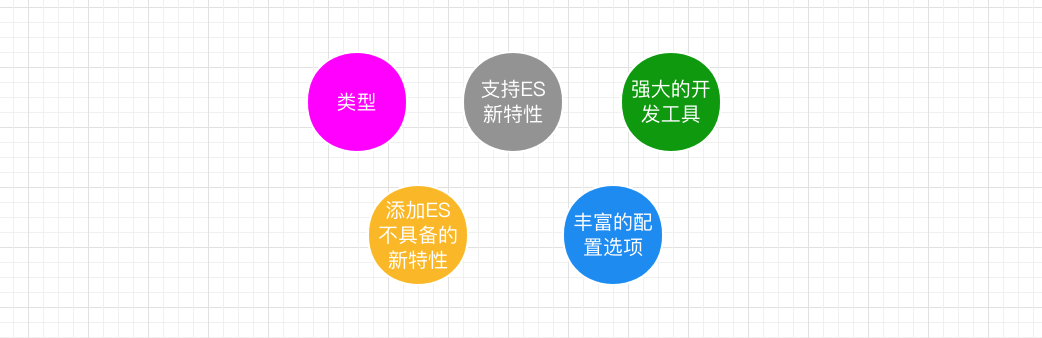 类型
支持ES
新特性
强大的开
发工具
添加ES
不具备的
新特性
丰富的配
置选项